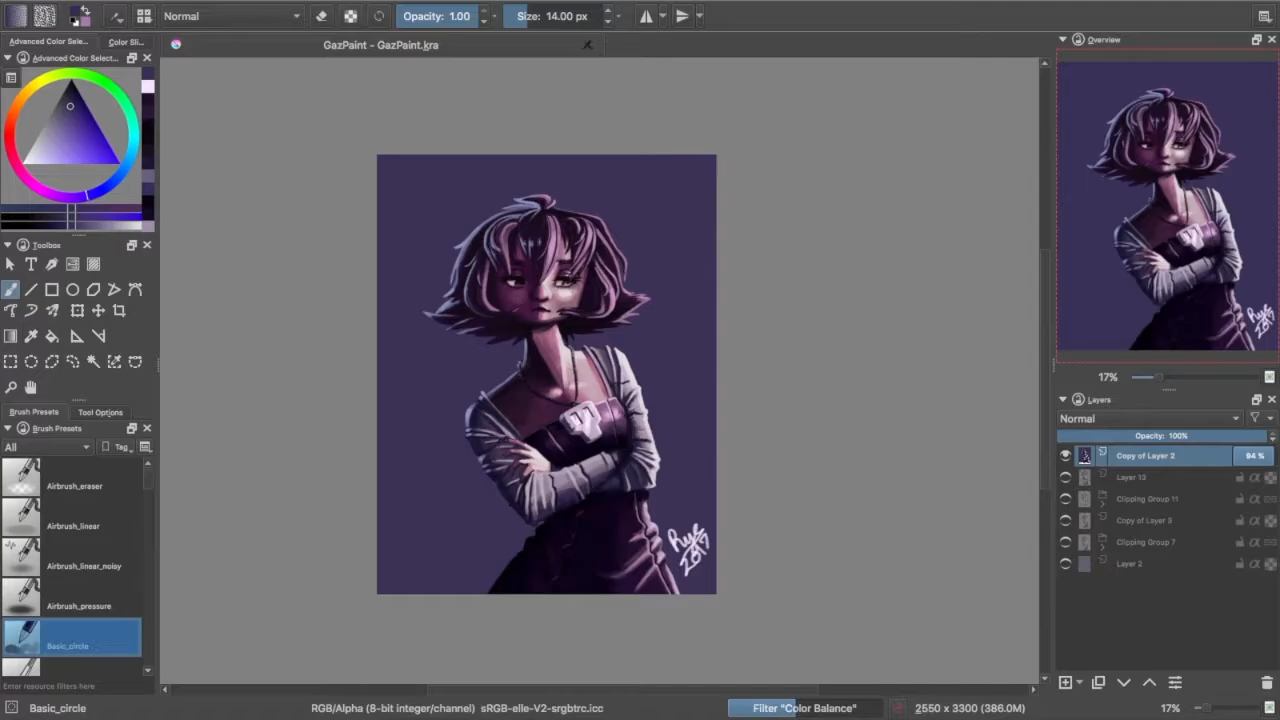 Normal
Opacity: 1.00
Size: 14.00 px
Advanced Color Sele...
Color Sli...
GazPaint - GazPaint.kra
Overview
Advanced Color Select...
Toolbox
17%
Brush Presets
Tool Options
Layers
Brush Presets
Normal
All
Tag
Opacity: 100%
Copy of Layer 2
94 %
Airbrush_eraser
Layer 13
Clipping Group 11
Airbrush_linear
Copy of Layer 3
Clipping Group 7
Airbrush_linear_noisy
Layer 2
Airbrush_pressure
Basic_circle
Enter resource filters here
Basic_circle
RGB/Alpha (8-bit integer/channel) sRGB-elle-V2-srgbtrc.icc
Filter "Color Balance"
2550 x 3300 (386.0M)
17%
2017